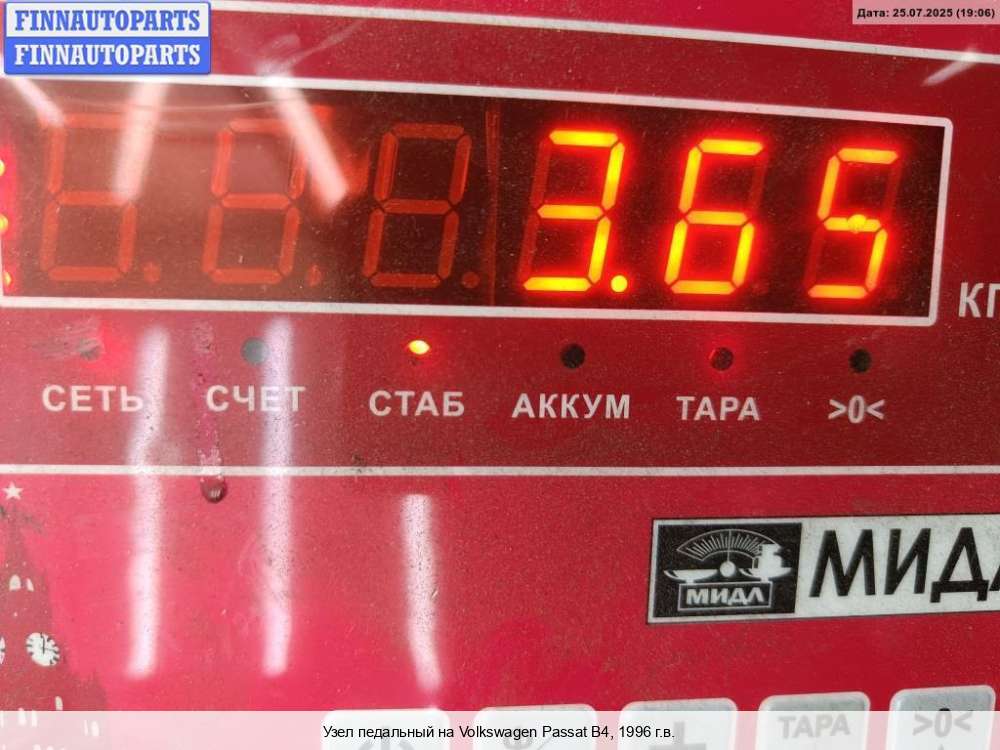 FINNAUTOPARTS
FINNAUTOPARTS
Дата: 25.07.2025 (19:06)
3.65
КГ
СЕТЬ СЧЕТ СТАБ АККУМ ТАРА >0<
МИДЛ МИДЛ
ТАРА >0<
Узел педальный на Volkswagen Passat B4, 1996 г.в.